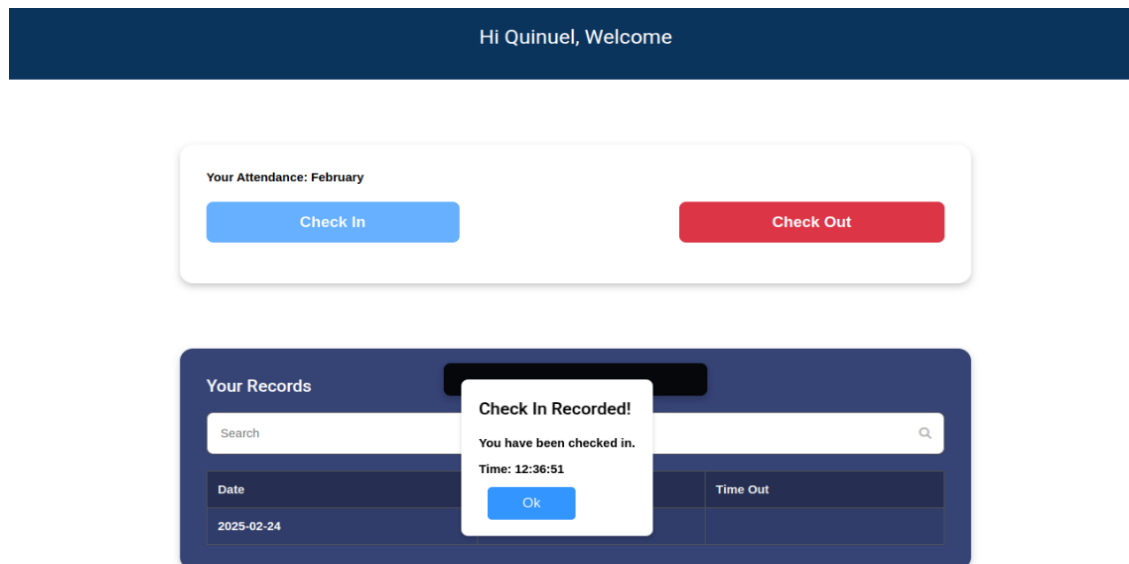 Hi Quinuel, Welcome
Your Attendance: February
Check In
Check Out
Your Records
Search
Check In Recorded!
You have been checked in.
Time: 12:36:51
Ok
Date
Time Out
2025-02-24